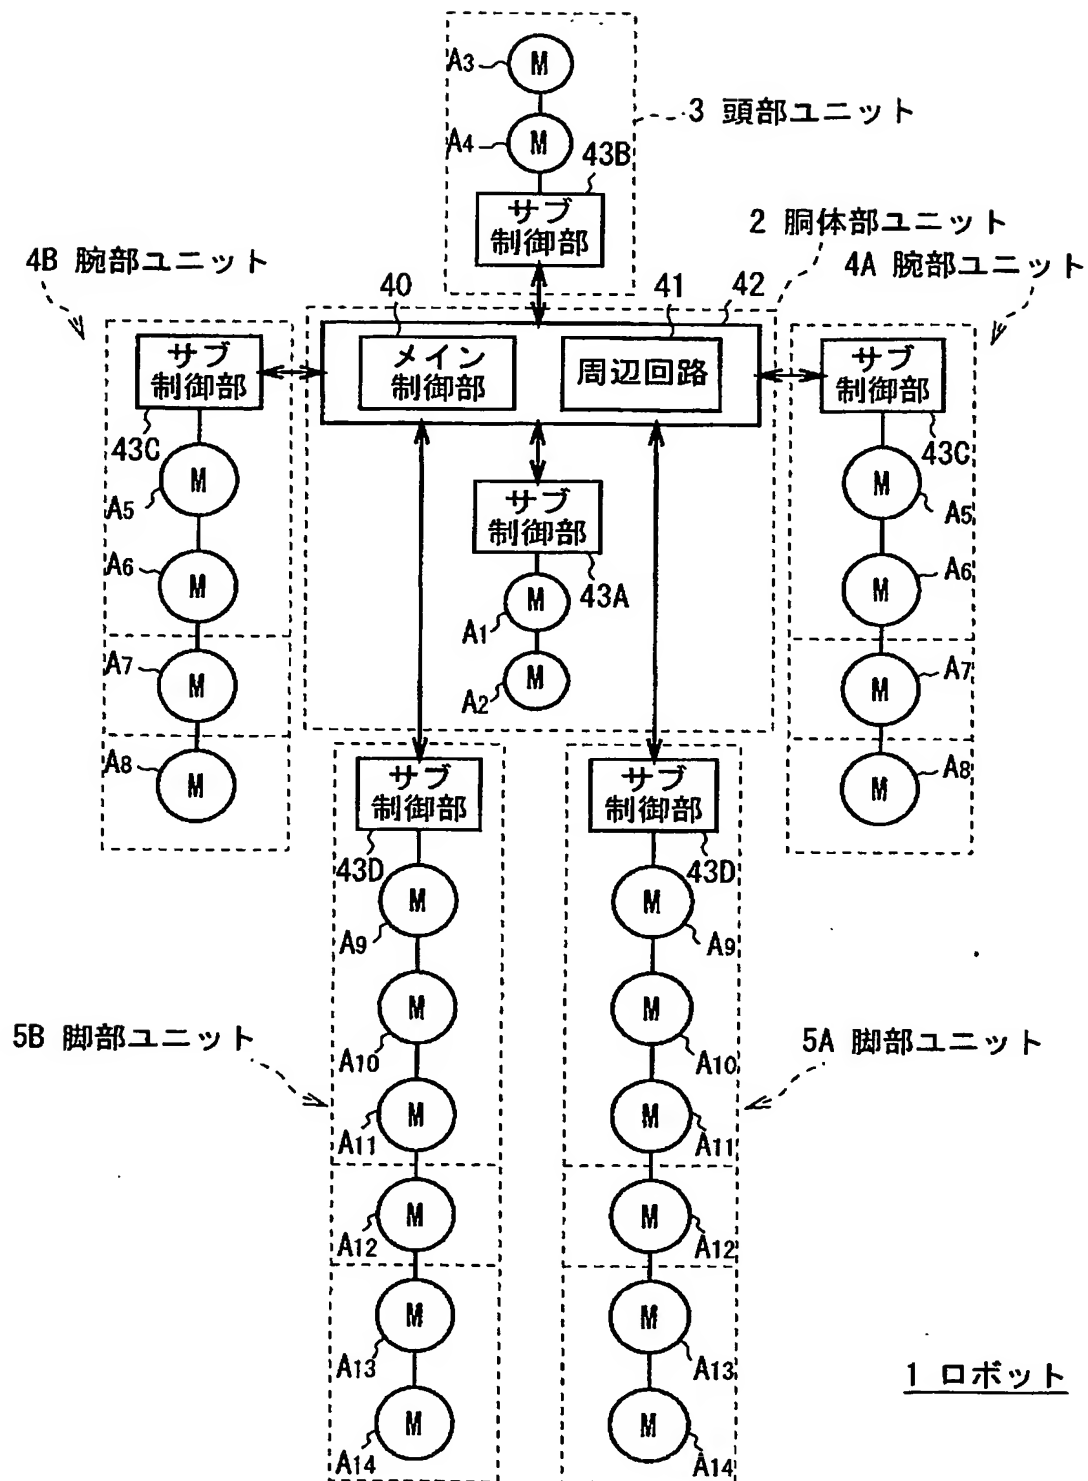 A3
M
3 頭部ユニット
A4
M
43B
サブ
制御部
2 胴体部ユニット
4B 腕部ユニット
4A 腕部ユニット
40
41
42
サブ
制御部
メイン
制御部
周辺回路
サブ
制御部
43C
43C
A5
M
サブ
制御部
M
A5
43A
A6
M
A1
M
M
A6
A7
M
A2
M
M
A7
A8
M
サブ
制御部
サブ
制御部
M
A8
43D
43D
A9
M
M
A9
5B 脚部ユニット
A10
M
M
A10
5A 脚部ユニット
A11
M
M
A11
A12
M
M
A12
A13
M
M
A13
1 ロボット
A14
M
M
A14